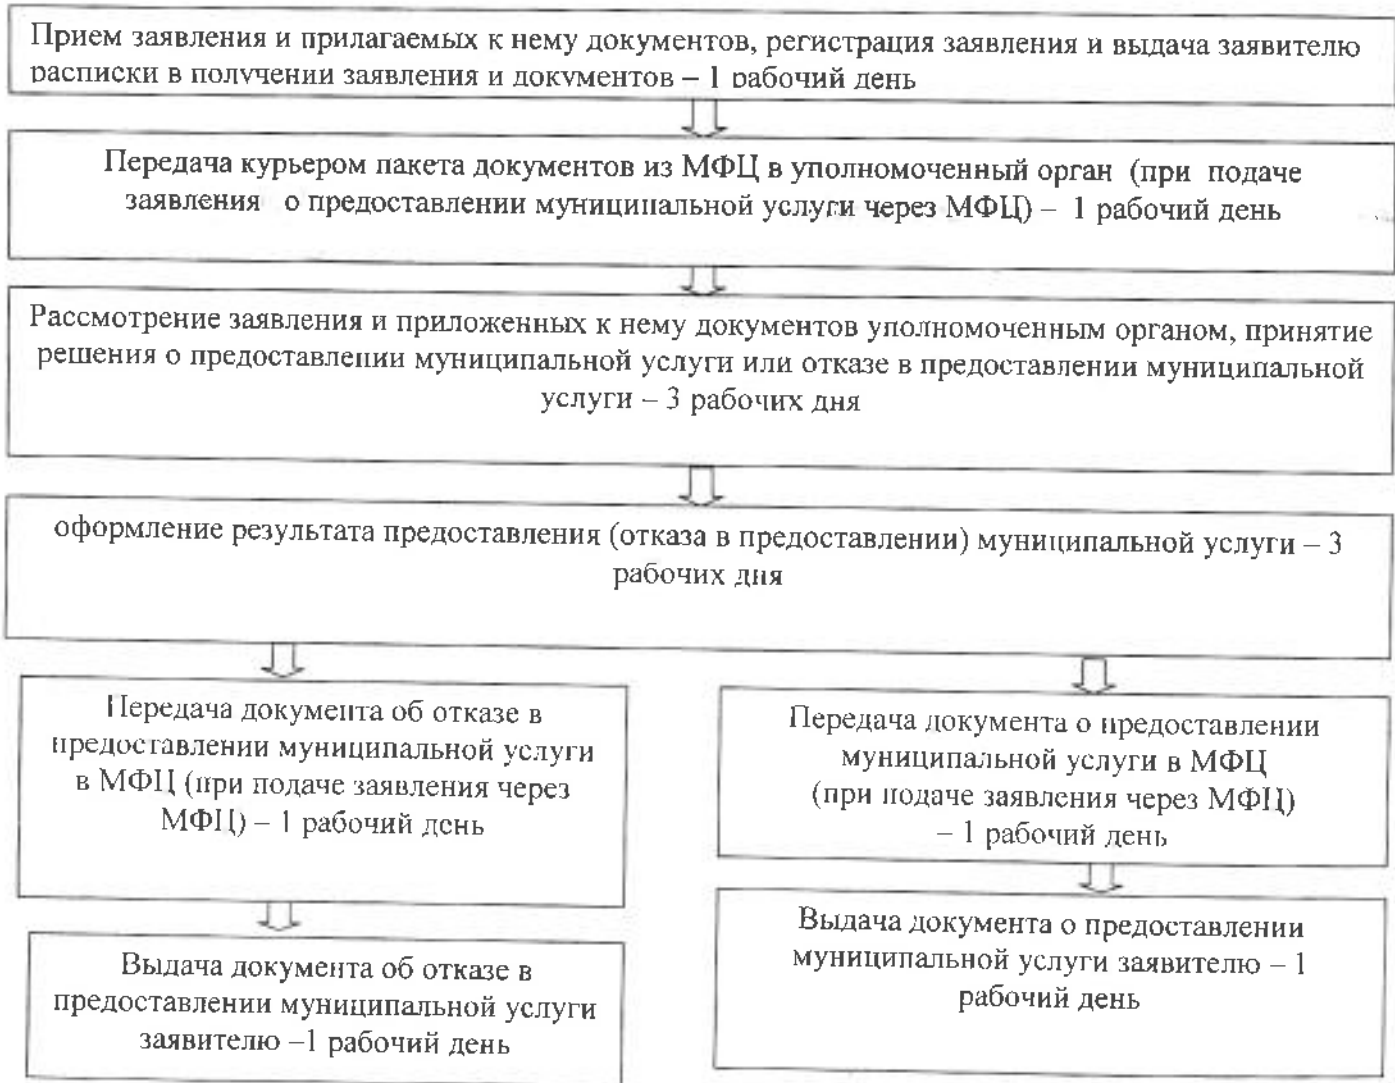 Прием заявления и прилагаемых к нему документов, регистрация заявления и выдача заявителю
расписки в получении заявления и документов – 1 рабочий день
Передача курьером пакета документов из МФЦ в уполномоченный орган (при подаче
заявления о предоставлении муниципальной услуги через МФЦ) – 1 рабочий день
Рассмотрение заявления и приложенных к нему документов уполномоченным органом, принятие
решения о предоставлении муниципальной услуги или отказе в предоставлении муниципальной
услуги – 3 рабочих дня
оформление результата предоставления (отказа в предоставлении) муниципальной услуги – 3
рабочих дня
Передача документа об отказе в
предоставлении муниципальной услуги
в МФЦ (при подаче заявления через
МФЦ) – 1 рабочий день
Выдача документа об отказе в
предоставлении муниципальной услуги
заявителю –1 рабочий день
Передача документа о предоставлении
муниципальной услуги в МФЦ
(при подаче заявления через МФЦ)
– 1 рабочий день
Выдача документа о предоставлении
муниципальной услуги заявителю – 1
рабочий день